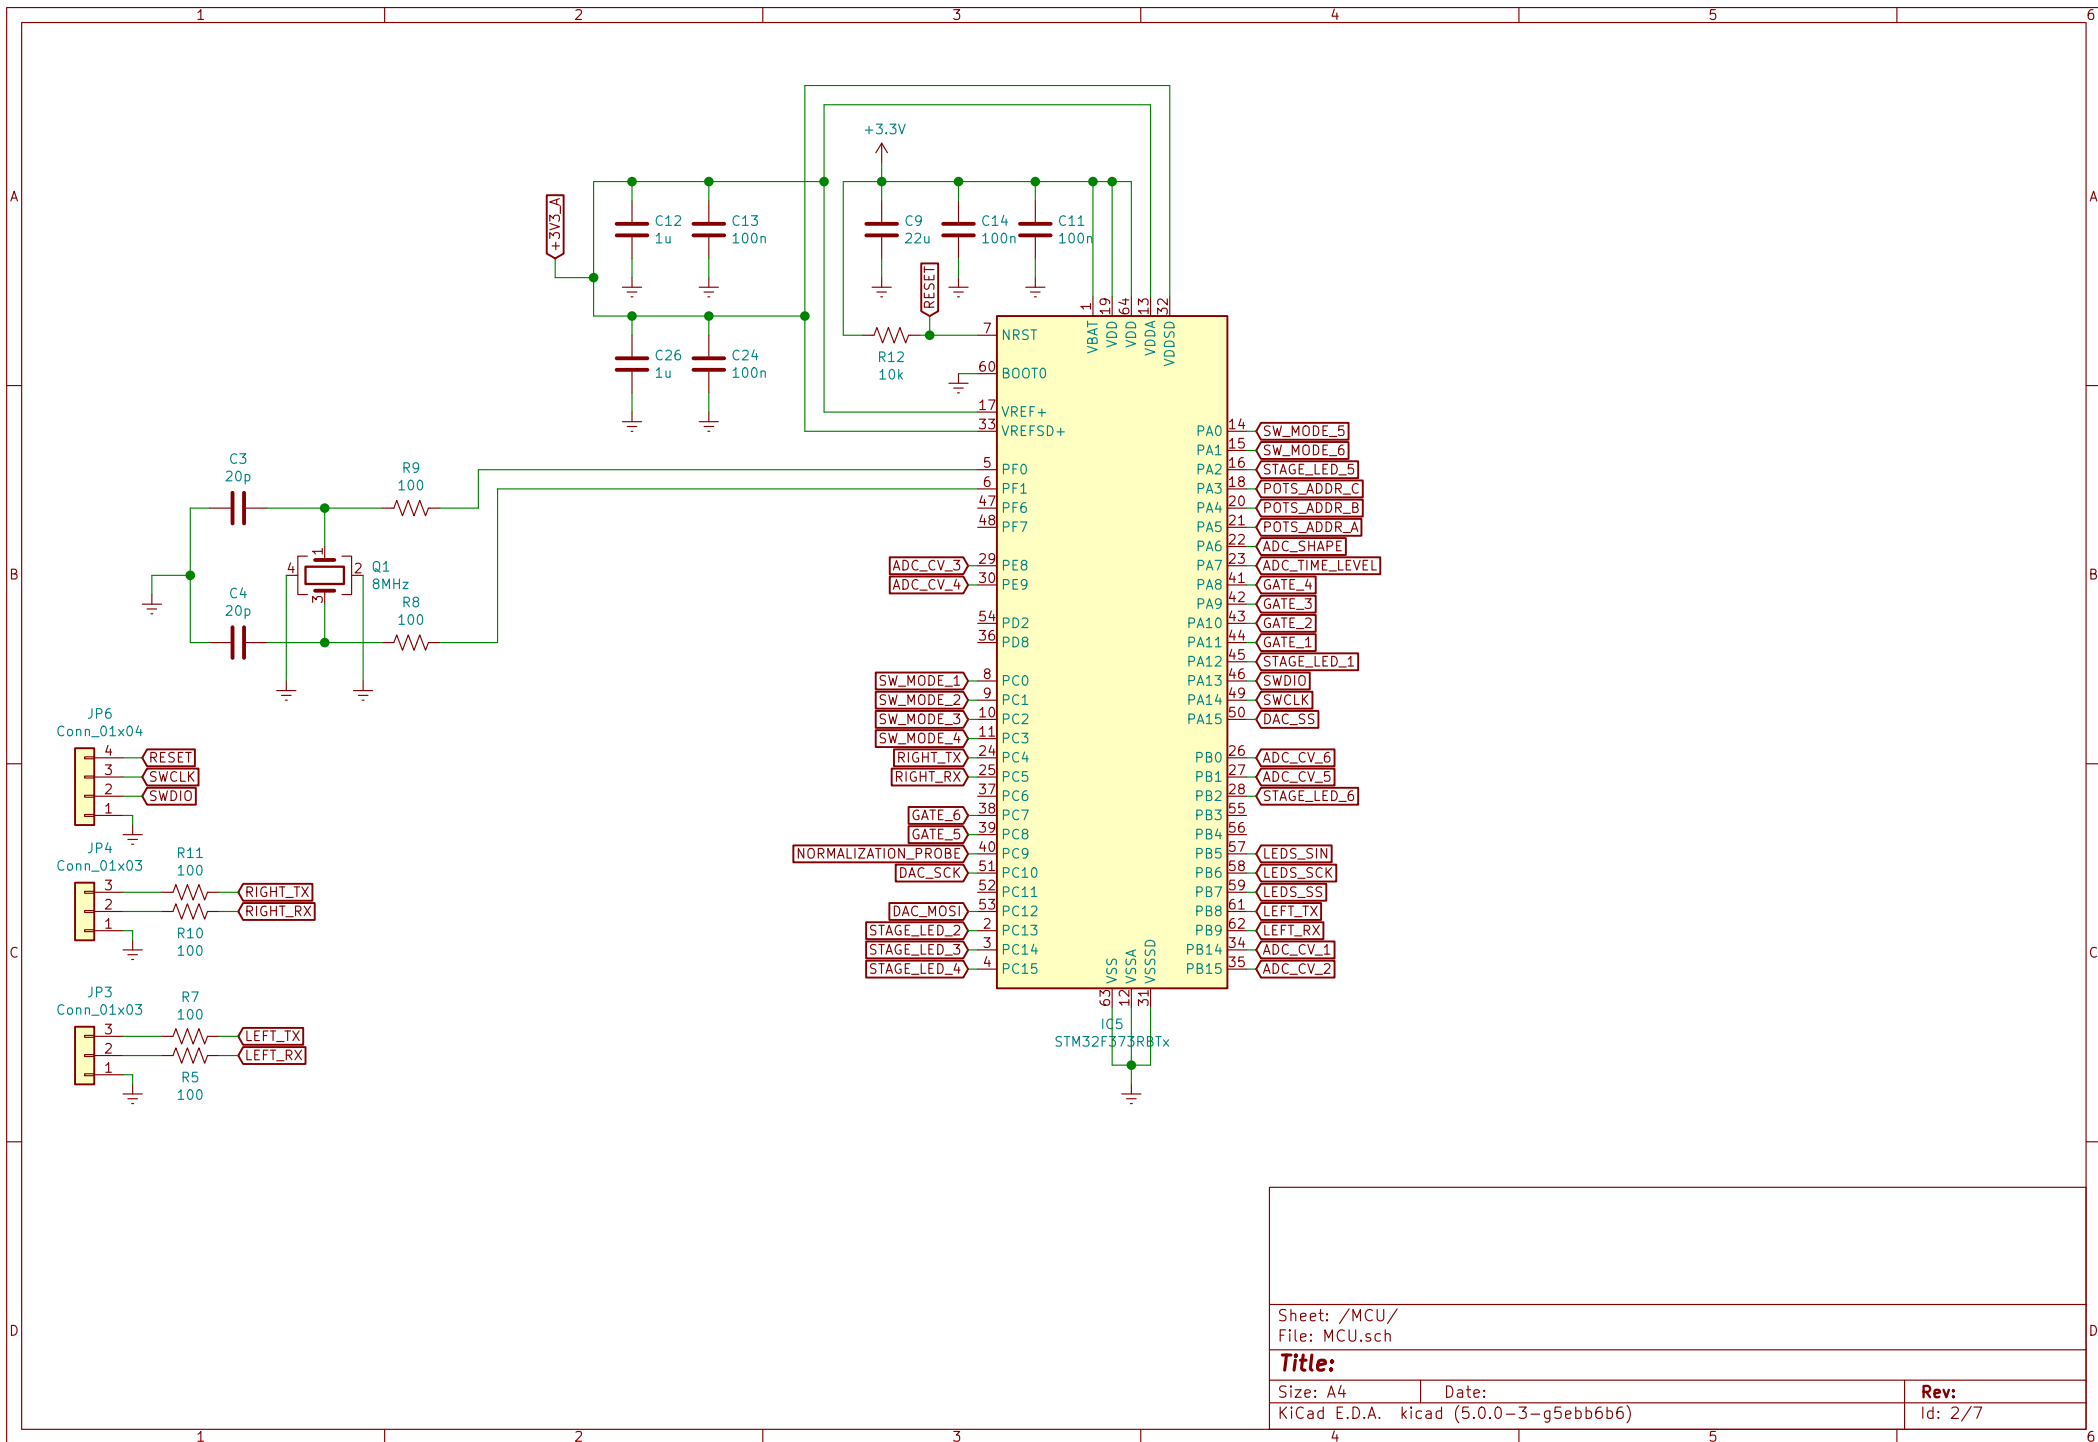 1 2 3 4 5 6
A A
B B
C C
D D
+3.3V
+3V3_A
C12
1u
C13
100n
C9
22u
C14
100n
C11
100n
RESET
C26
1u
C24
100n
R12
10k
1 VBAT
19 VDD
64 VDD
13 VDDA
32 VDDSD
7 NRST
60 BOOT0
17 VREF+
33 VREFSD+
5 PF0
6 PF1
47 PF6
48 PF7
ADC_CV_3 29 PE8
ADC_CV_4 30 PE9
54 PD2
36 PD8
SW_MODE_1 8 PC0
SW_MODE_2 9 PC1
SW_MODE_3 10 PC2
SW_MODE_4 11 PC3
RIGHT_TX 24 PC4
RIGHT_RX 25 PC5
37 PC6
GATE_6 38 PC7
GATE_5 39 PC8
NORMALIZATION_PROBE 40 PC9
DAC_SCK 51 PC10
52 PC11
DAC_MOSI 53 PC12
STAGE_LED_2 2 PC13
STAGE_LED_3 3 PC14
STAGE_LED_4 4 PC15
PA0 14 SW_MODE_5
PA1 15 SW_MODE_6
PA2 16 STAGE_LED_5
PA3 18 POTS_ADDR_C
PA4 20 POTS_ADDR_B
PA5 21 POTS_ADDR_A
PA6 22 ADC_SHAPE
PA7 23 ADC_TIME_LEVEL
PA8 41 GATE_4
PA9 42 GATE_3
PA10 43 GATE_2
PA11 44 GATE_1
PA12 45 STAGE_LED_1
PA13 46 SWDIO
PA14 49 SWCLK
PA15 50 DAC_SS
PB0 26 ADC_CV_6
PB1 27 ADC_CV_5
PB2 28 STAGE_LED_6
PB3 55
PB4 56
PB5 57 LEDS_SIN
PB6 58 LEDS_SCK
PB7 59 LEDS_SS
PB8 61 LEFT_TX
PB9 62 LEFT_RX
PB14 34 ADC_CV_1
PB15 35 ADC_CV_2
VSS 63
VSSA 12
VSSSD 31
IC5
STM32F373RBTx
C3
20p
R9
100
1
4 2
3
Q1
8MHz
C4
20p
R8
100
JP6
Conn_01x04
4 RESET
3 SWCLK
2 SWDIO
1
JP4
Conn_01x03
R11
100
3 RIGHT_TX
2 RIGHT_RX
1
R10
100
JP3
Conn_01x03
R7
100
3 LEFT_TX
2 LEFT_RX
1
R5
100
Sheet: /MCU/
File: MCU.sch
Title:
Size: A4 Date: Rev:
KiCad E.D.A. kicad (5.0.0-3-g5ebb6b6) Id: 2/7
1 2 3 4 5 6